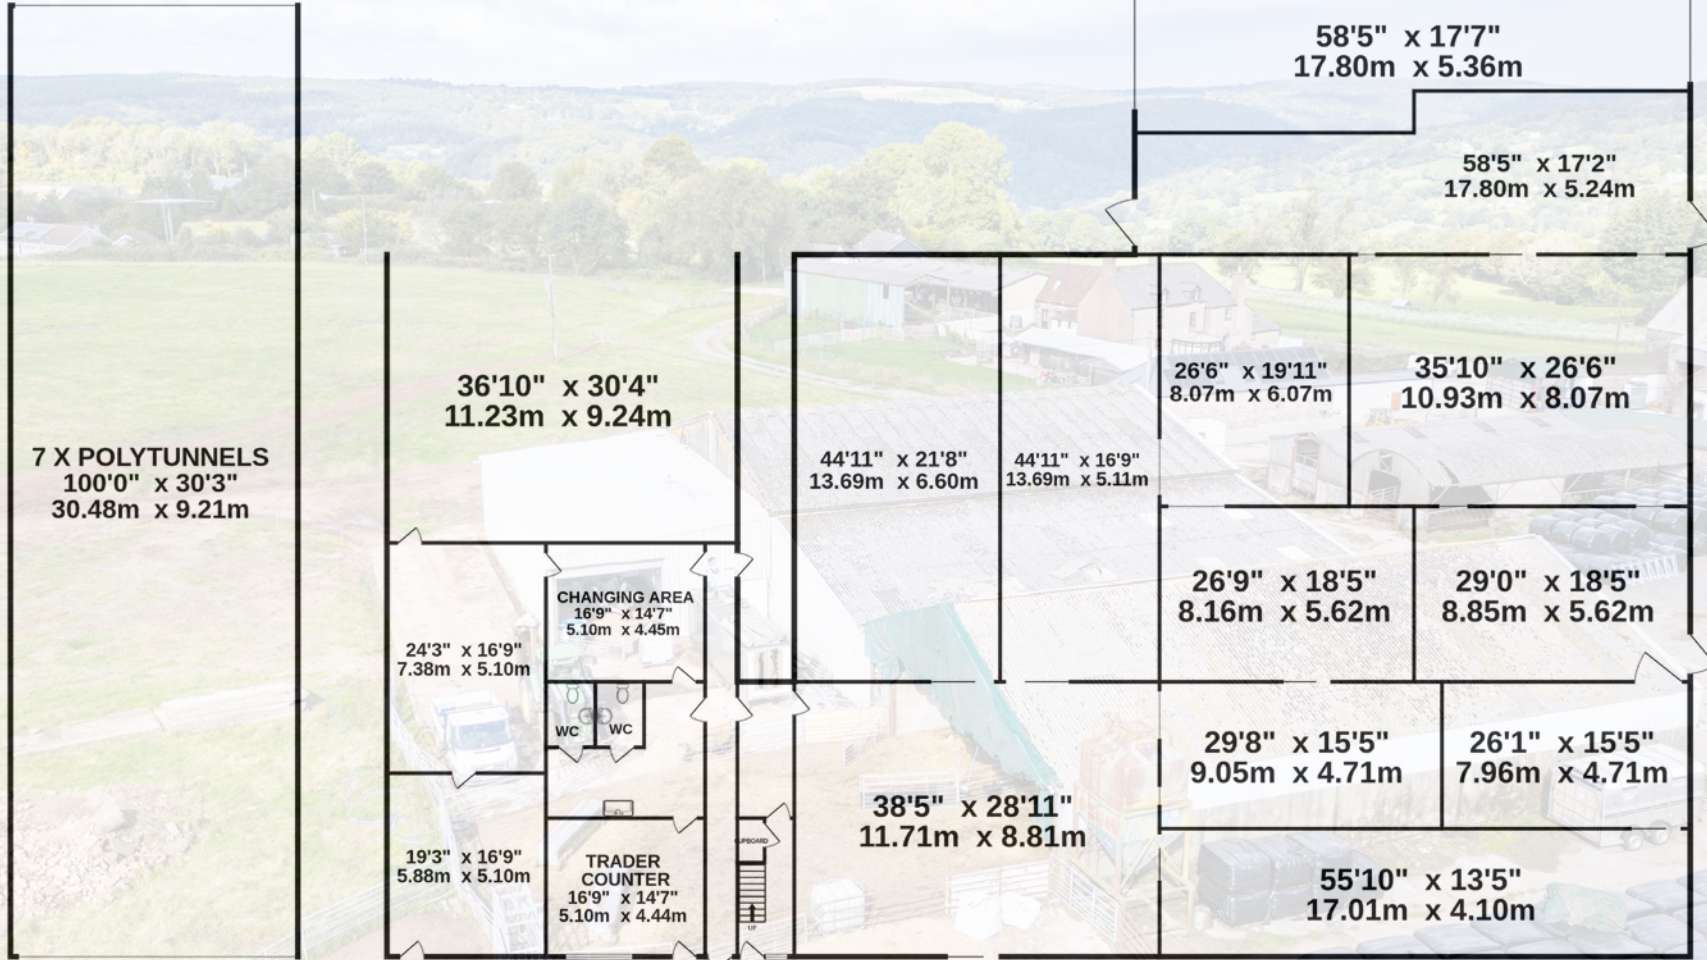 58'5" x 17'7"
17.80m x 5.36m
58'5" x 17'2"
17.80m x 5.24m
36'10" x 30'4"
11.23m x 9.24m
26'6" x 19'11"
8.07m x 6.07m
35'10" x 26'6"
10.93m x 8.07m
7 X POLYTUNNELS
100'0" x 30'3"
30.48m x 9.21m
44'11" x 21'8"
13.69m x 6.60m
44'11" x 16'9"
13.69m x 5.11m
26'9" x 18'5"
8.16m x 5.62m
29'0" x 18'5"
8.85m x 5.62m
CHANGING AREA
16'9" x 14'7"
5.10m x 4.45m
24'3" x 16'9"
7.38m x 5.10m
WC
WC
29'8" x 15'5"
9.05m x 4.71m
26'1" x 15'5"
7.96m x 4.71m
38'5" x 28'11"
11.71m x 8.81m
CUPBOARD
19'3" x 16'9"
5.88m x 5.10m
TRADER
COUNTER
16'9" x 14'7"
5.10m x 4.44m
55'10" x 13'5"
17.01m x 4.10m
UP